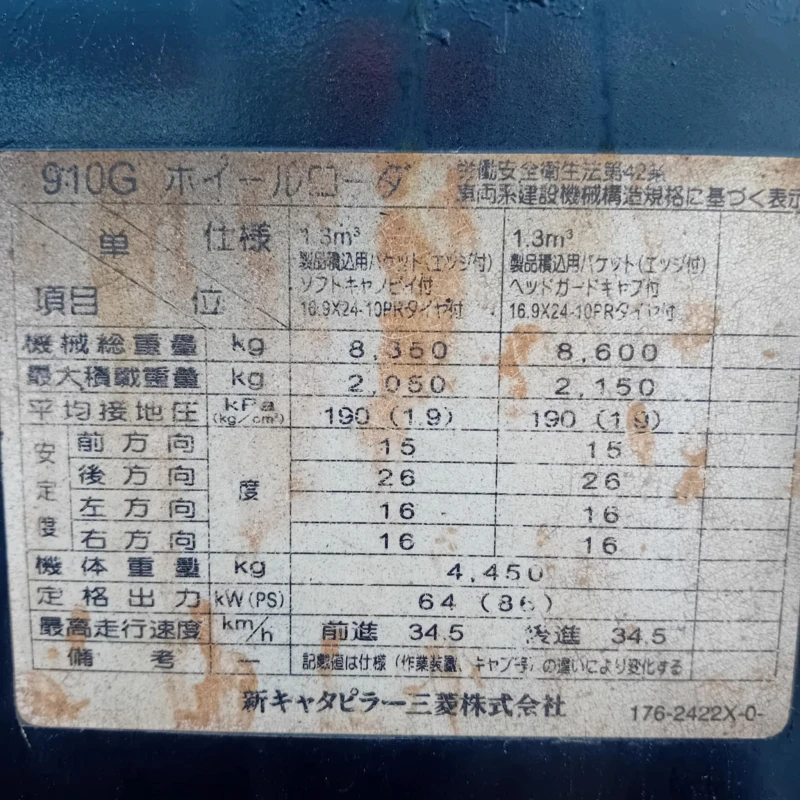 910G ホイールローダ
労働安全衛生法第42条
車両系建設機械構造規格に基づく表示
単 仕様
項目 位
1.3m³
製品積込用バケット(エッジ付)
ソフトキャノピイ付
16.9X24-10PRタイヤ付
1.3m³
製品積込用バケット(エッジ付)
ヘッドガードキャブ付
16.9X24-10PRタイヤ付
機械総重量 kg 8,350 8,600
最大積載重量 kg 2,050 2,150
平均接地圧 kPa (kg/cm²) 190 (1.9) 190 (1.9)
安定度 前方向 度 15 15
後方向 26 26
左方向 16 16
右方向 16 16
機体重量 kg 4,450
定格出力 kW(PS) 64 (86)
最高走行速度 km/h 前進 34.5 後進 34.5
備考 — 記載値は仕様(作業装置、キャブ等)の違いにより変化する
新キャタピラー三菱株式会社 176-2422X-0-